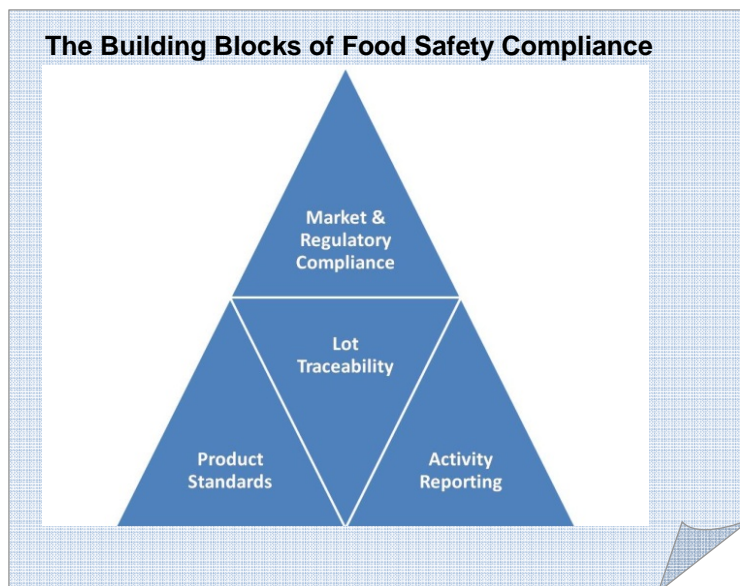 The Building Blocks of Food Safety Compliance
Market &
Regulatory
Compliance
Lot
Traceability
Product
Standards
Activity
Reporting